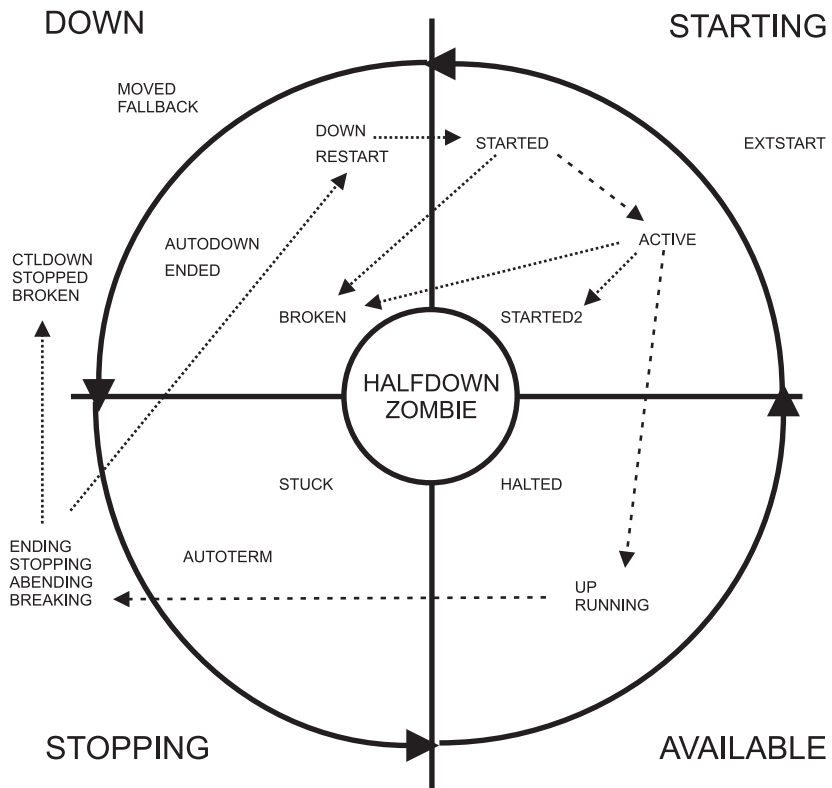 DOWN
STARTING
MOVED
FALLBACK
DOWN
RESTART
STARTED
EXTSTART
AUTODOWN
ENDED
ACTIVE
CTLDOWN
STOPPED
BROKEN
BROKEN
STARTED2
HALFDOWN
ZOMBIE
STUCK
HALTED
ENDING
STOPPING
ABENDING
BREAKING
AUTOTERM
UP
RUNNING
STOPPING
AVAILABLE